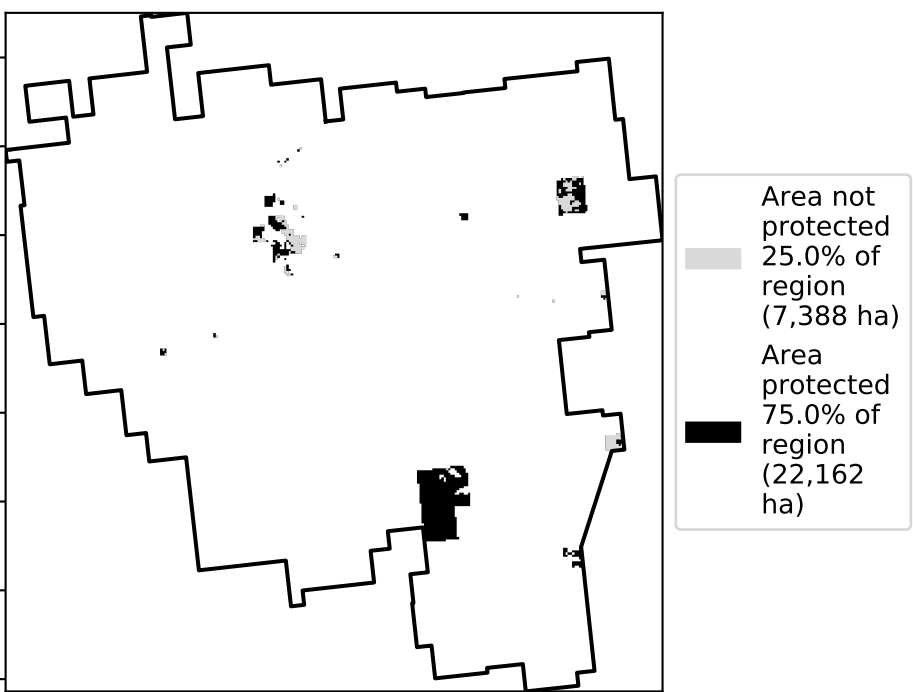 Area not
protected
25.0% of
region
(7,388 ha)
Area
protected
75.0% of
region
(22,162
ha)